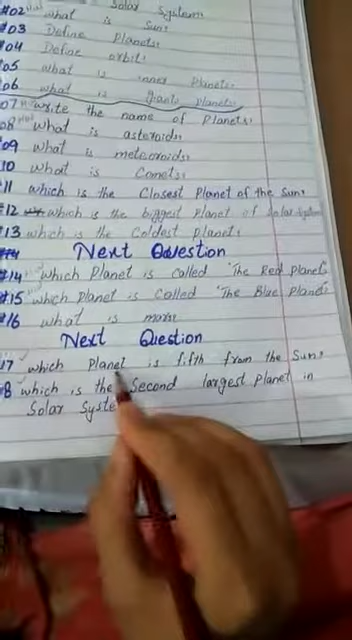 Solar System
#02 what is Sun:
#03 Define Planets:
#04 Define orbit:
#05 what is inner Planets:
06 what is giants planets:
07 write the name of Planets:
08 What is asteroids:
#09 What is meteoroids:
10 What is Comets:
#11 which is the Closest Planet of the Sun:
#12 which is the biggest Planet of Solar System
#13 which is the Coldest planet:
Next Question
#14 which Planet is called "The Red Planet"
#15 which Planet is Called "The Blue Planet"
#16 what is
Next Question
17 which Planet is fifth from the Sun:
8 which is the Second largest Planet in
Solar Syste